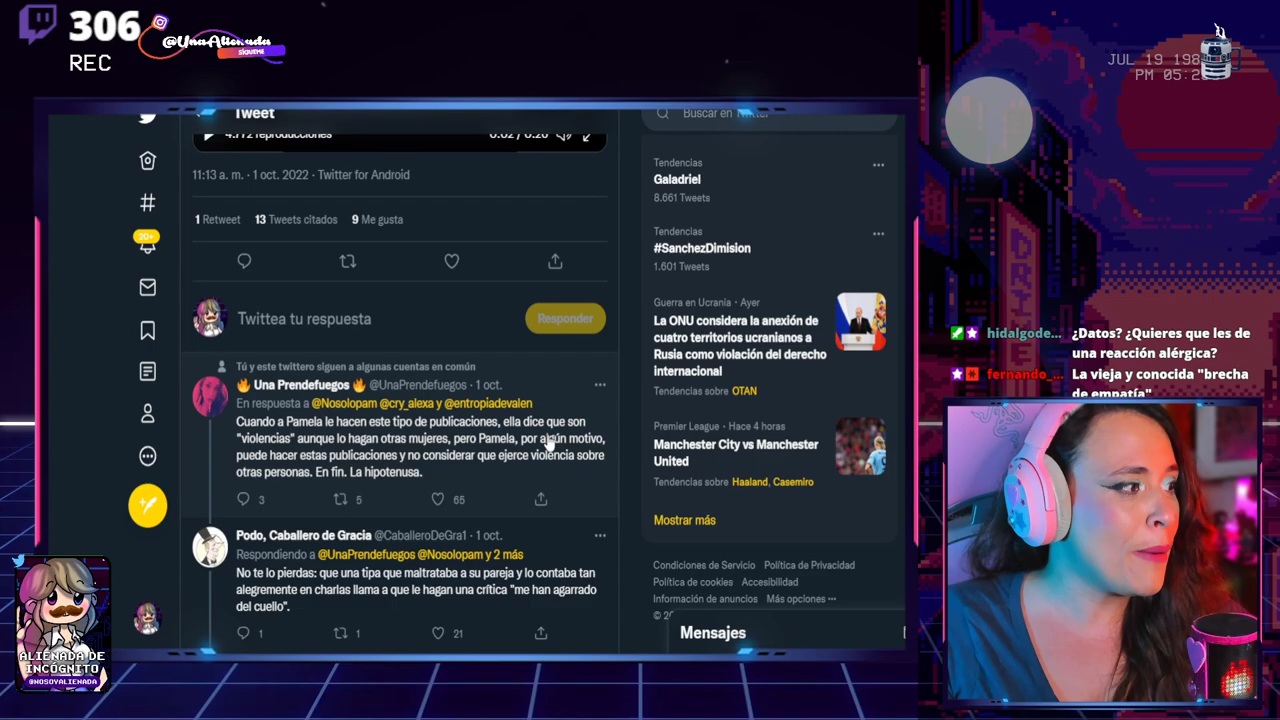 306
REC
@UnaAlienada
SÍGUEME
JUL 19 198
PM 05:2
Tweet
4.772 reproducciones
0:02 / 0:26
11:13 a. m. · 1 oct. 2022 · Twitter for Android
1 Retweet 13 Tweets citados 9 Me gusta
Twittea tu respuesta
Responder
20+
Tú y este twittero siguen a algunas cuentas en común
Una Prendefuegos @UnaPrendefuegos · 1 oct.
En respuesta a @Nosolopam @cry_alexa y @entropiadevalen
Cuando a Pamela le hacen este tipo de publicaciones, ella dice que son
"violencias" aunque lo hagan otras mujeres, pero Pamela, por algún motivo,
puede hacer estas publicaciones y no considerar que ejerce violencia sobre
otras personas. En fin. La hipotenusa.
3 5 65
Podo, Caballero de Gracia @CaballeroDeGra1 · 1 oct.
Respondiendo a @UnaPrendefuegos @Nosolopam y 2 más
No te lo pierdas: que una tipa que maltrataba a su pareja y lo contaba tan
alegremente en charlas llama a que le hagan una crítica "me han agarrado
del cuello".
1 1 21
Buscar en Twitter
Tendencias
Galadriel
8.661 Tweets
Tendencias
#SanchezDimision
1.601 Tweets
Guerra en Ucrania · Ayer
La ONU considera la anexión de
cuatro territorios ucranianos a
Rusia como violación del derecho
internacional
Tendencias sobre OTAN
Premier League · Hace 4 horas
Manchester City vs Manchester
United
Tendencias sobre Haaland, Casemiro
Mostrar más
Condiciones de Servicio Política de Privacidad
Política de cookies Accesibilidad
Información de anuncios Más opciones ···
© 20
Mensajes
hidalgode... ¿Datos? ¿Quieres que les de
una reacción alérgica?
fernando_... La vieja y conocida "brecha
de empatía"
ALIENADA DE
INCÓGNITO
@NOSOYALIENADA